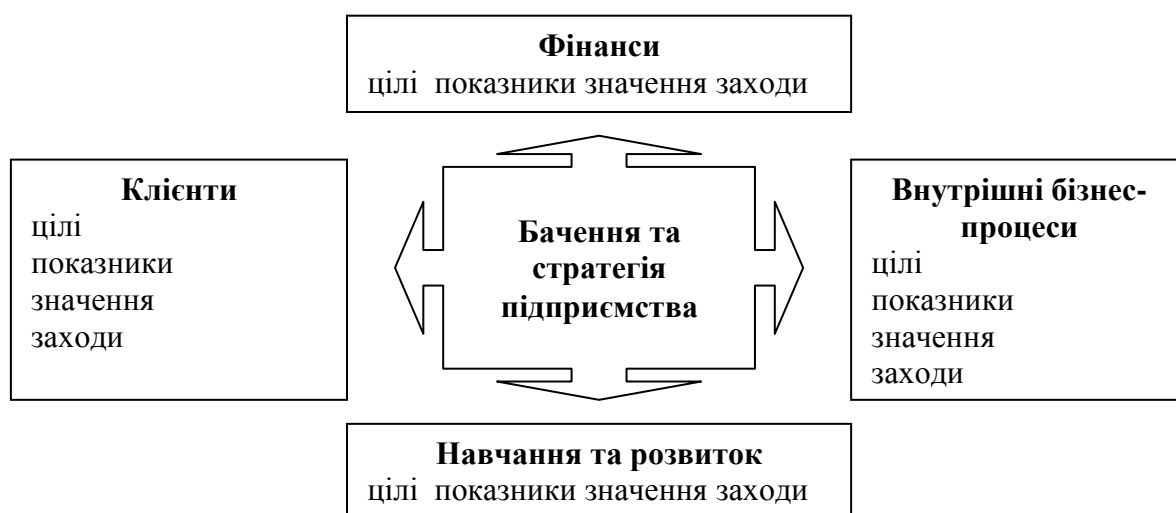 Фінанси
цілі  показники значення заходи
Клієнти
цілі
показники
значення
заходи
Бачення та
стратегія
підприємства
Внутрішні бізнес-
процеси
цілі
показники
значення
заходи
Навчання та розвиток
цілі  показники значення заходи